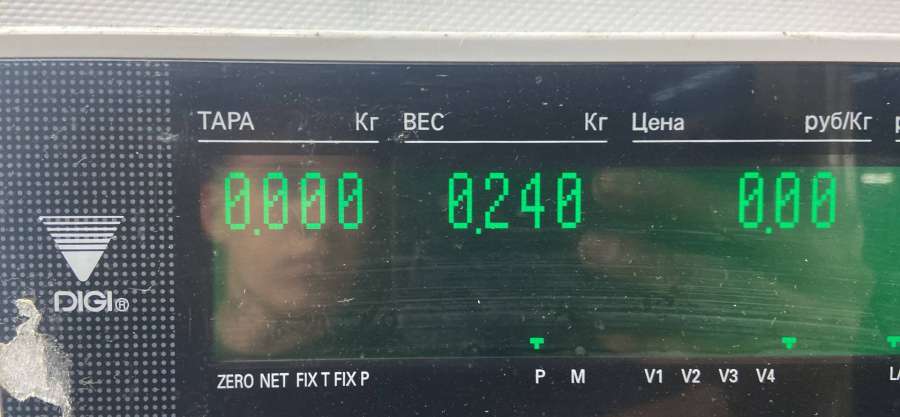 ТАРА Кг ВЕС Кг Цена руб/Кг
0.000 0.240 0.00
DIGI®
ZERO NET FIX T FIX P P M V1 V2 V3 V4